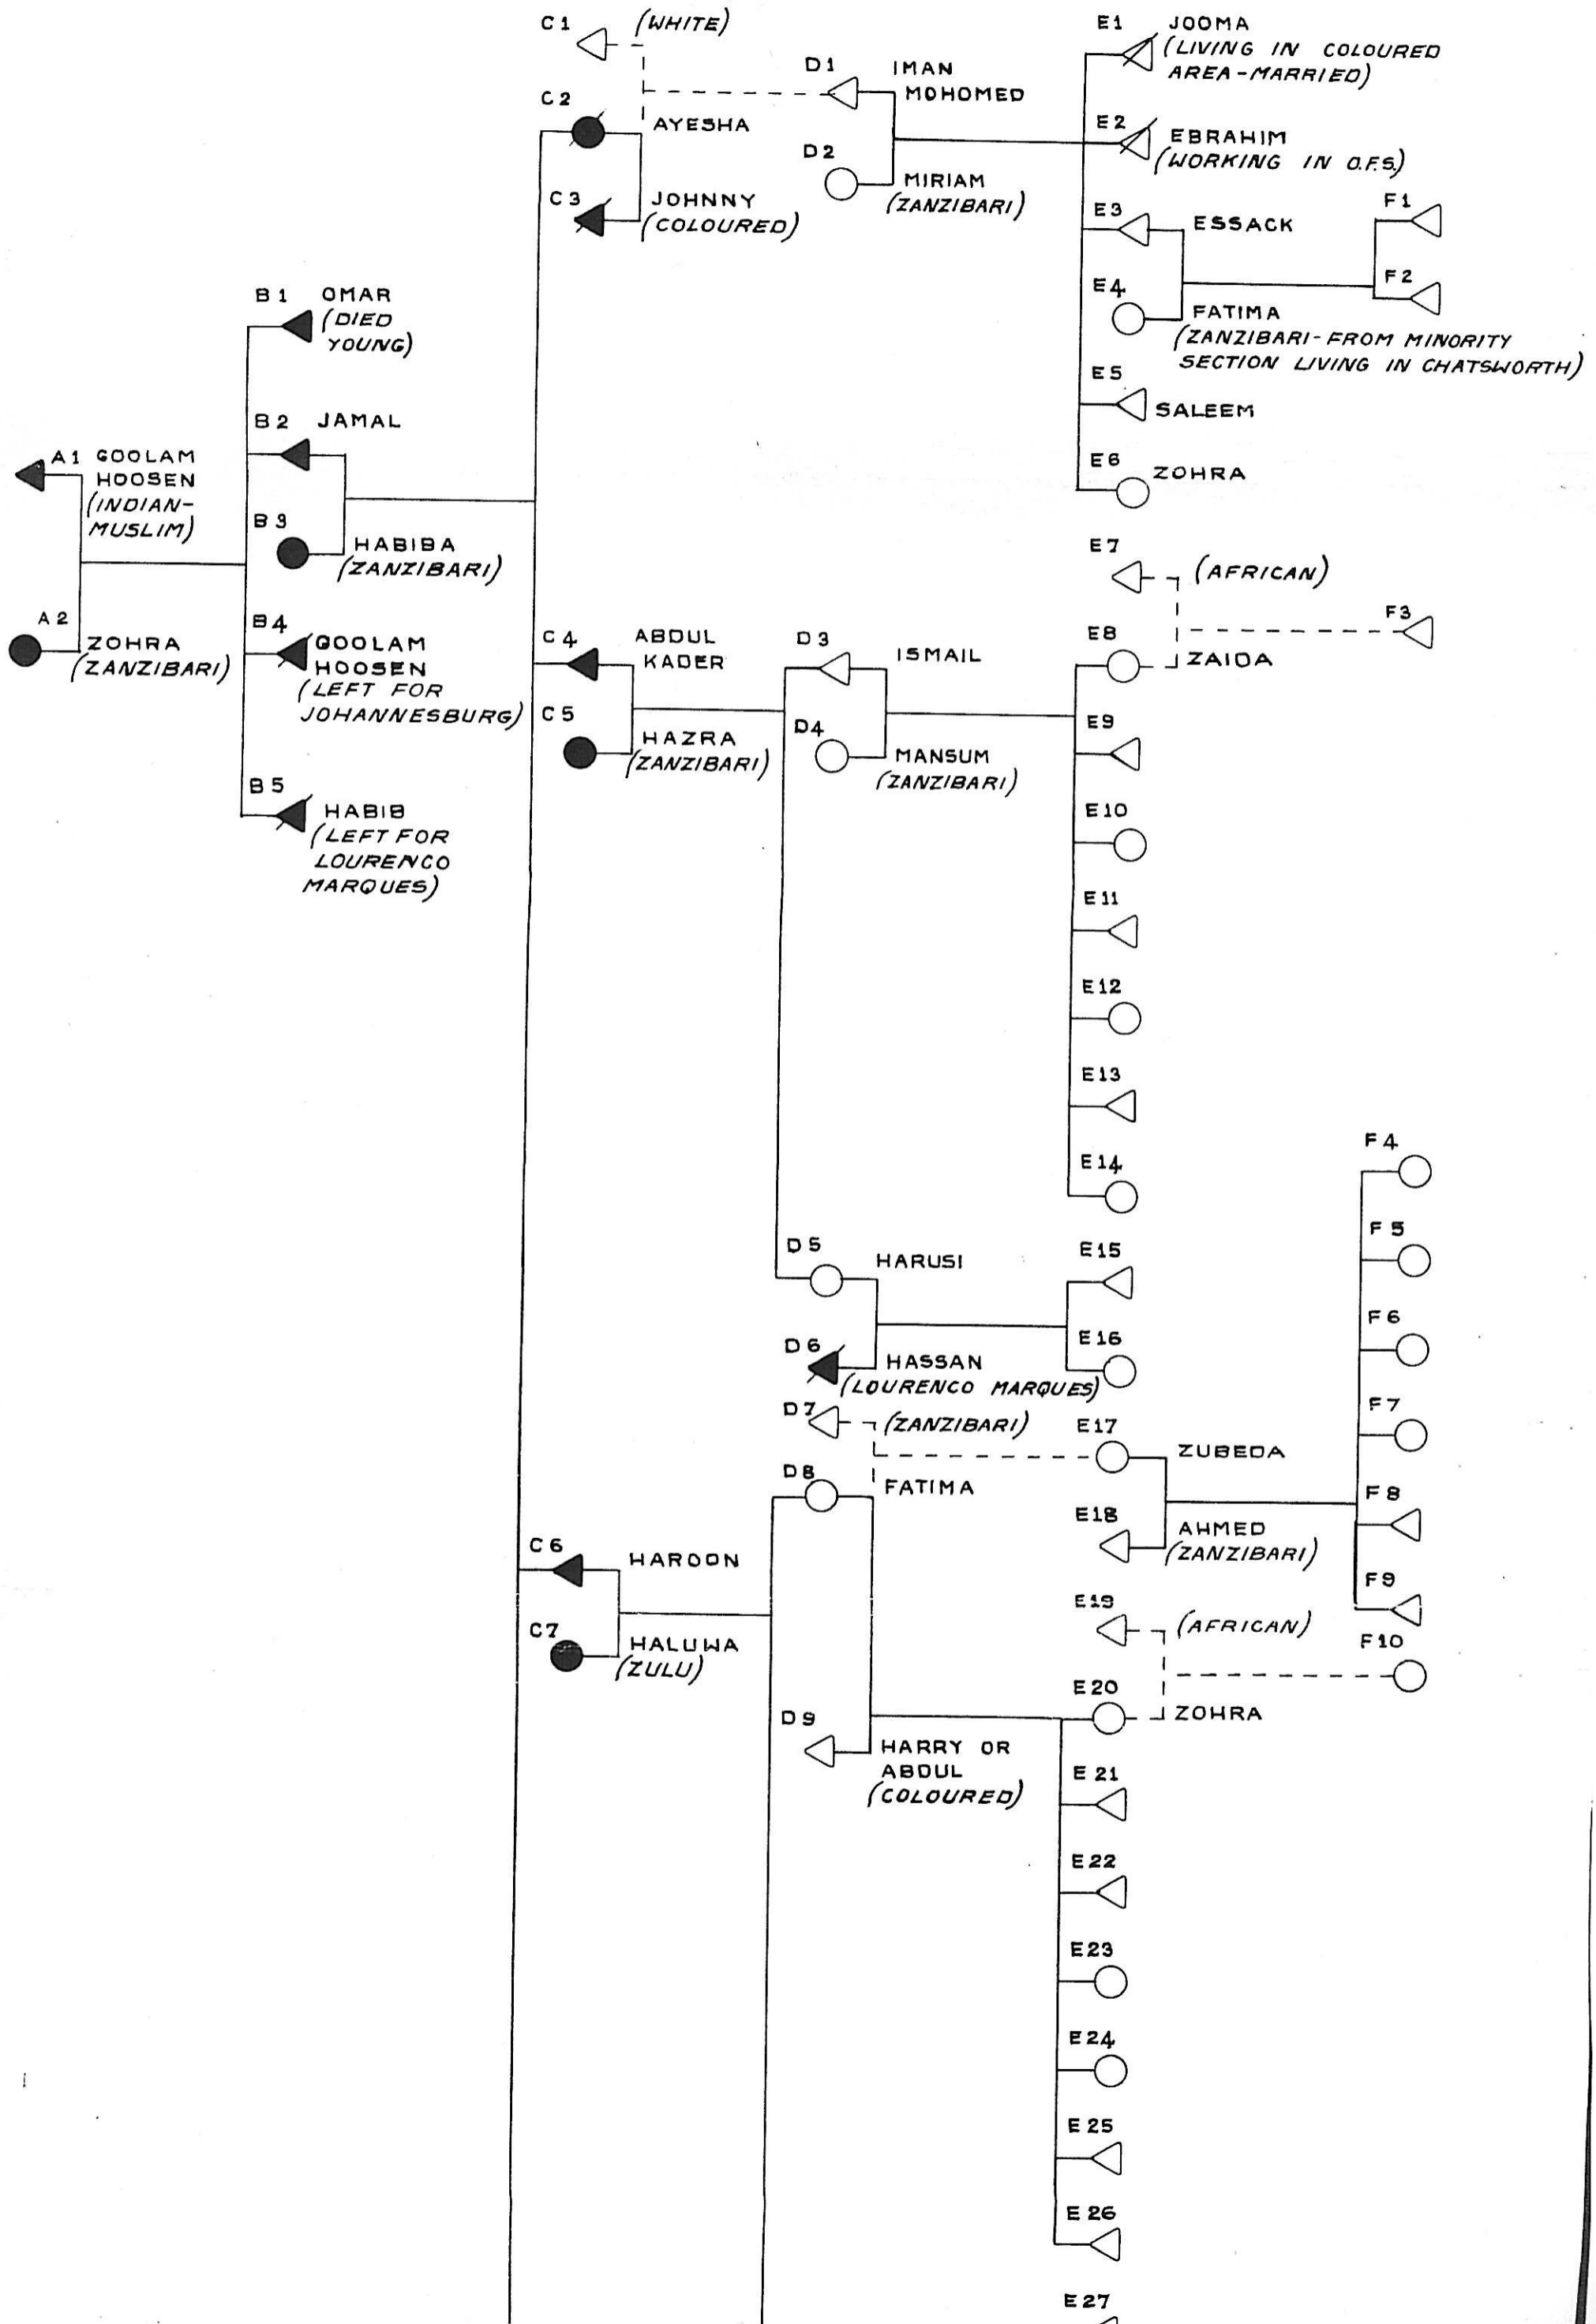 C1 (WHITE)
C2 AYESHA
C3 JOHNNY
(COLOURED)
D1 IMAN
MOHOMED
D2 MIRIAM
(ZANZIBARI)
E1 JOOMA
(LIVING IN COLOURED
AREA-MARRIED)
E2 EBRAHIM
(WORKING IN O.F.S.)
E3 ESSACK
E4 FATIMA
(ZANZIBARI-FROM MINORITY
SECTION LIVING IN CHATSWORTH)
F1
F2
E5 SALEEM
E6 ZOHRA
B1 OMAR
(DIED
YOUNG)
B2 JAMAL
A1 GOOLAM
HOOSEN
(INDIAN-
MUSLIM)
B3 HABIBA
(ZANZIBARI)
A2 ZOHRA
(ZANZIBARI)
B4 GOOLAM
HOOSEN
(LEFT FOR
JOHANNESBURG)
B5 HABIB
(LEFT FOR
LOURENCO
MARQUES)
C4 ABDUL
KADER
C5 HAZRA
(ZANZIBARI)
D3 ISMAIL
D4 MANSUM
(ZANZIBARI)
E7 (AFRICAN)
E8 ZAIDA
F3
E9
E10
E11
E12
E13
E14
D5 HARUSI
D6 HASSAN
(LOURENCO MARQUES)
E15
E16
F4
F5
F6
F7
F8
F9
D7 (ZANZIBARI)
D8 FATIMA
E17 ZUBEDA
E18 AHMED
(ZANZIBARI)
C6 HAROON
C7 HALUWA
(ZULU)
E19 (AFRICAN)
F10
E20 ZOHRA
D9 HARRY OR
ABDUL
(COLOURED)
E21
E22
E23
E24
E25
E26
E27